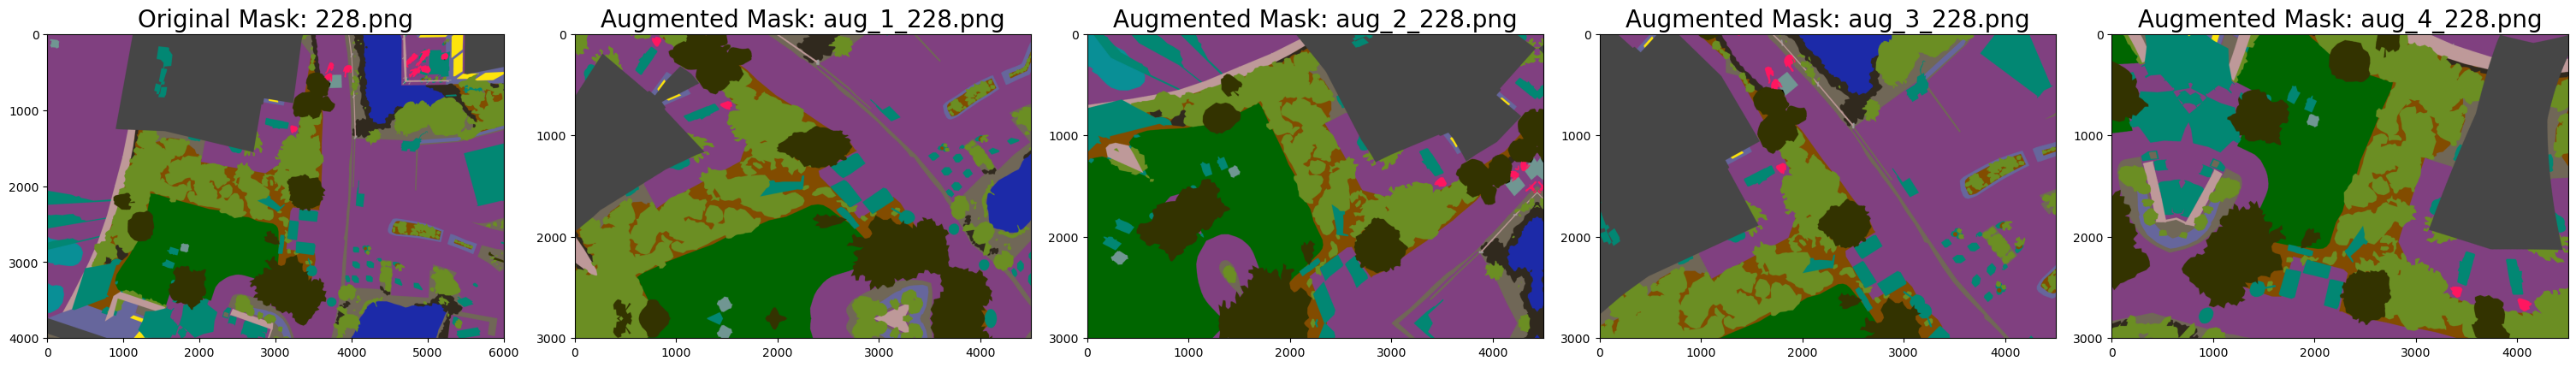 Original Mask: 228.png
0
1000
2000
3000
4000
0 1000 2000 3000 4000 5000 6000
Augmented Mask: aug_1_228.png
0
1000
2000
3000
0 1000 2000 3000 4000
Augmented Mask: aug_2_228.png
0
1000
2000
3000
0 1000 2000 3000 4000
Augmented Mask: aug_3_228.png
0
1000
2000
3000
0 1000 2000 3000 4000
Augmented Mask: aug_4_228.png
0
1000
2000
3000
0 1000 2000 3000 4000